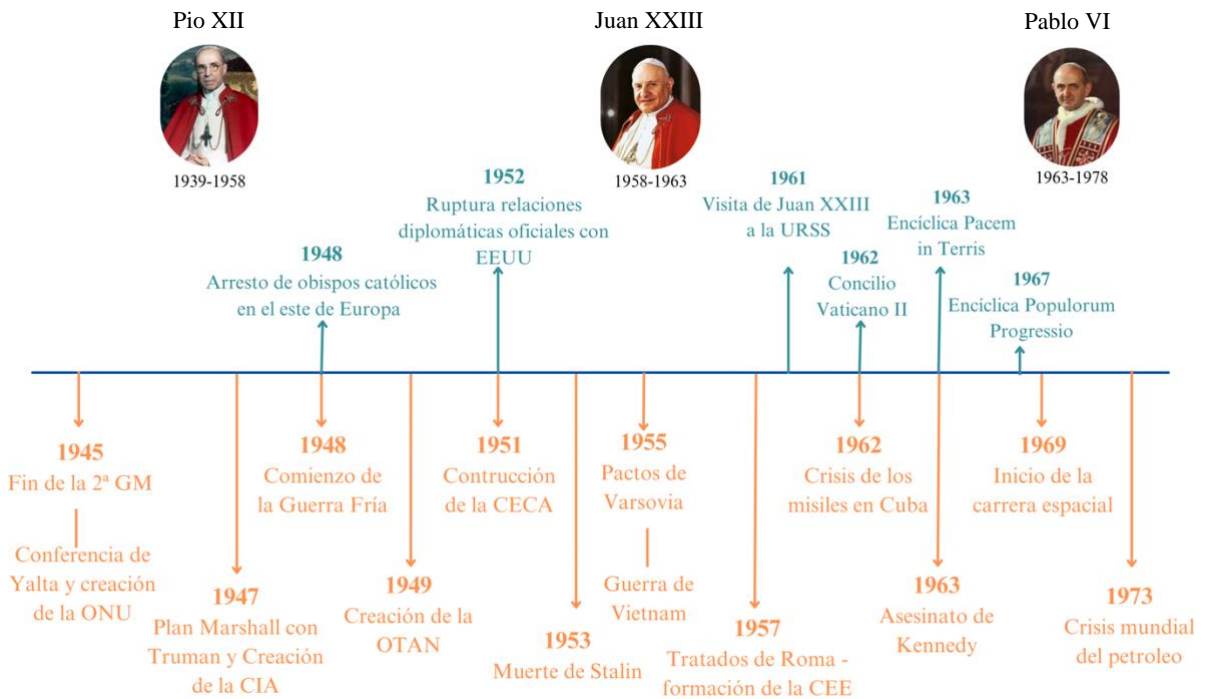 Pio XII
Juan XXIII
Pablo VI
1939-1958
1958-1963
1963-1978
1948
Arresto de obispos católicos
en el este de Europa
1952
Ruptura relaciones
diplomáticas oficiales con
EEUU
1961
Visita de Juan XXIII
a la URSS
1962
Concilio
Vaticano II
1963
Encíclica Pacem
in Terris
1967
Encíclica Populorum
Progressio
1945
Fin de la 2ª GM
Conferencia de
Yalta y creación
de la ONU
1947
Plan Marshall con
Truman y Creación
de la CIA
1948
Comienzo de
la Guerra Fría
1949
Creación de la
OTAN
1951
Contrucción
de la CECA
1953
Muerte de Stalin
1955
Pactos de
Varsovia
Guerra de
Vietnam
1957
Tratados de Roma -
formación de la CEE
1962
Crisis de los
misiles en Cuba
1963
Asesinato de
Kennedy
1969
Inicio de la
carrera espacial
1973
Crisis mundial
del petroleo